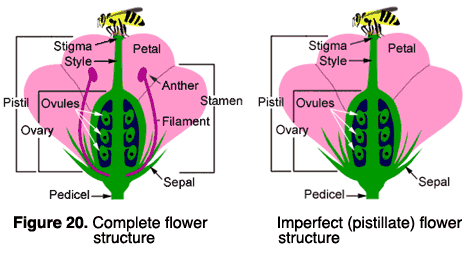 Stigma
Petal
Style
Anther
Pistil
Ovules
Stamen
Ovary
Filament
Sepal
Pedicel
Figure 20. Complete flower
structure
Stigma
Petal
Style
Pistil
Ovules
Ovary
Sepal
Pedicel
Imperfect (pistillate) flower
structure